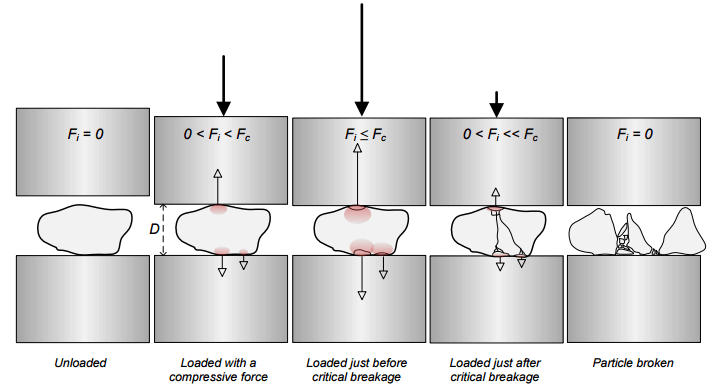 Fi = 0
0 < Fi < Fc
Fi ≤ Fc
0 < Fi << Fc
Fi = 0
D
Unloaded
Loaded with a
compressive force
Loaded just before
critical breakage
Loaded just after
critical breakage
Particle broken